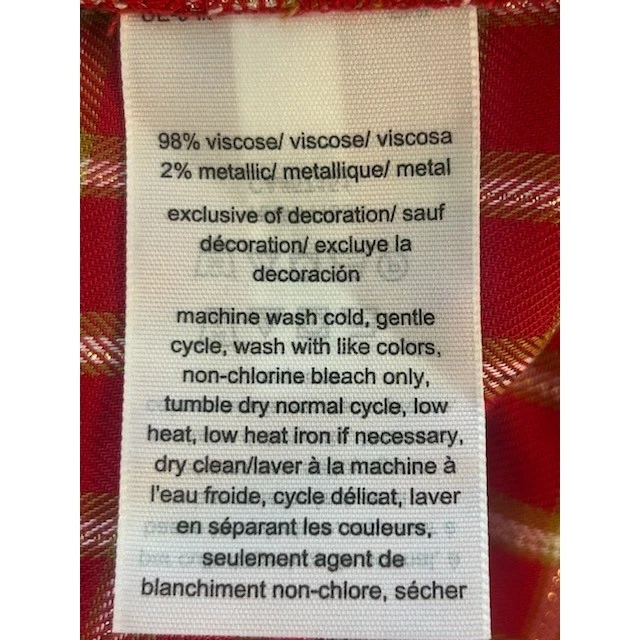 98% viscose/ viscose/ viscosa
2% metallic/ metallique/ metal
exclusive of decoration/ sauf
décoration/ excluye la
decoración
machine wash cold, gentle
cycle, wash with like colors,
non-chlorine bleach only,
tumble dry normal cycle, low
heat, low heat iron if necessary,
dry clean/laver à la machine à
l'eau froide, cycle délicat, laver
en séparant les couleurs,
seulement agent de
blanchiment non-chlore, sécher